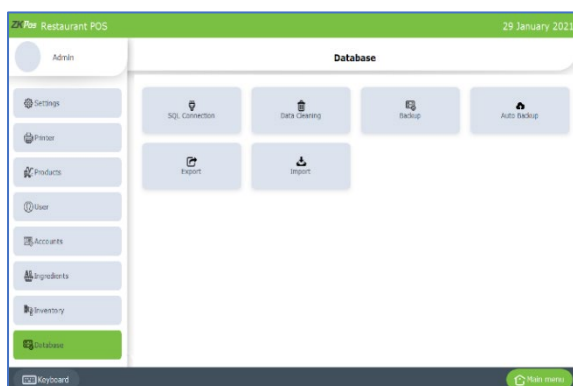 ZKPos Restaurant POS
29 January 2021
Admin
Database
Settings
SQL Connection
Data Cleaning
Backup
Auto Backup
Printer
Export
Import
Products
User
Accounts
Ingredients
Inventory
Database
Keyboard
Main menu